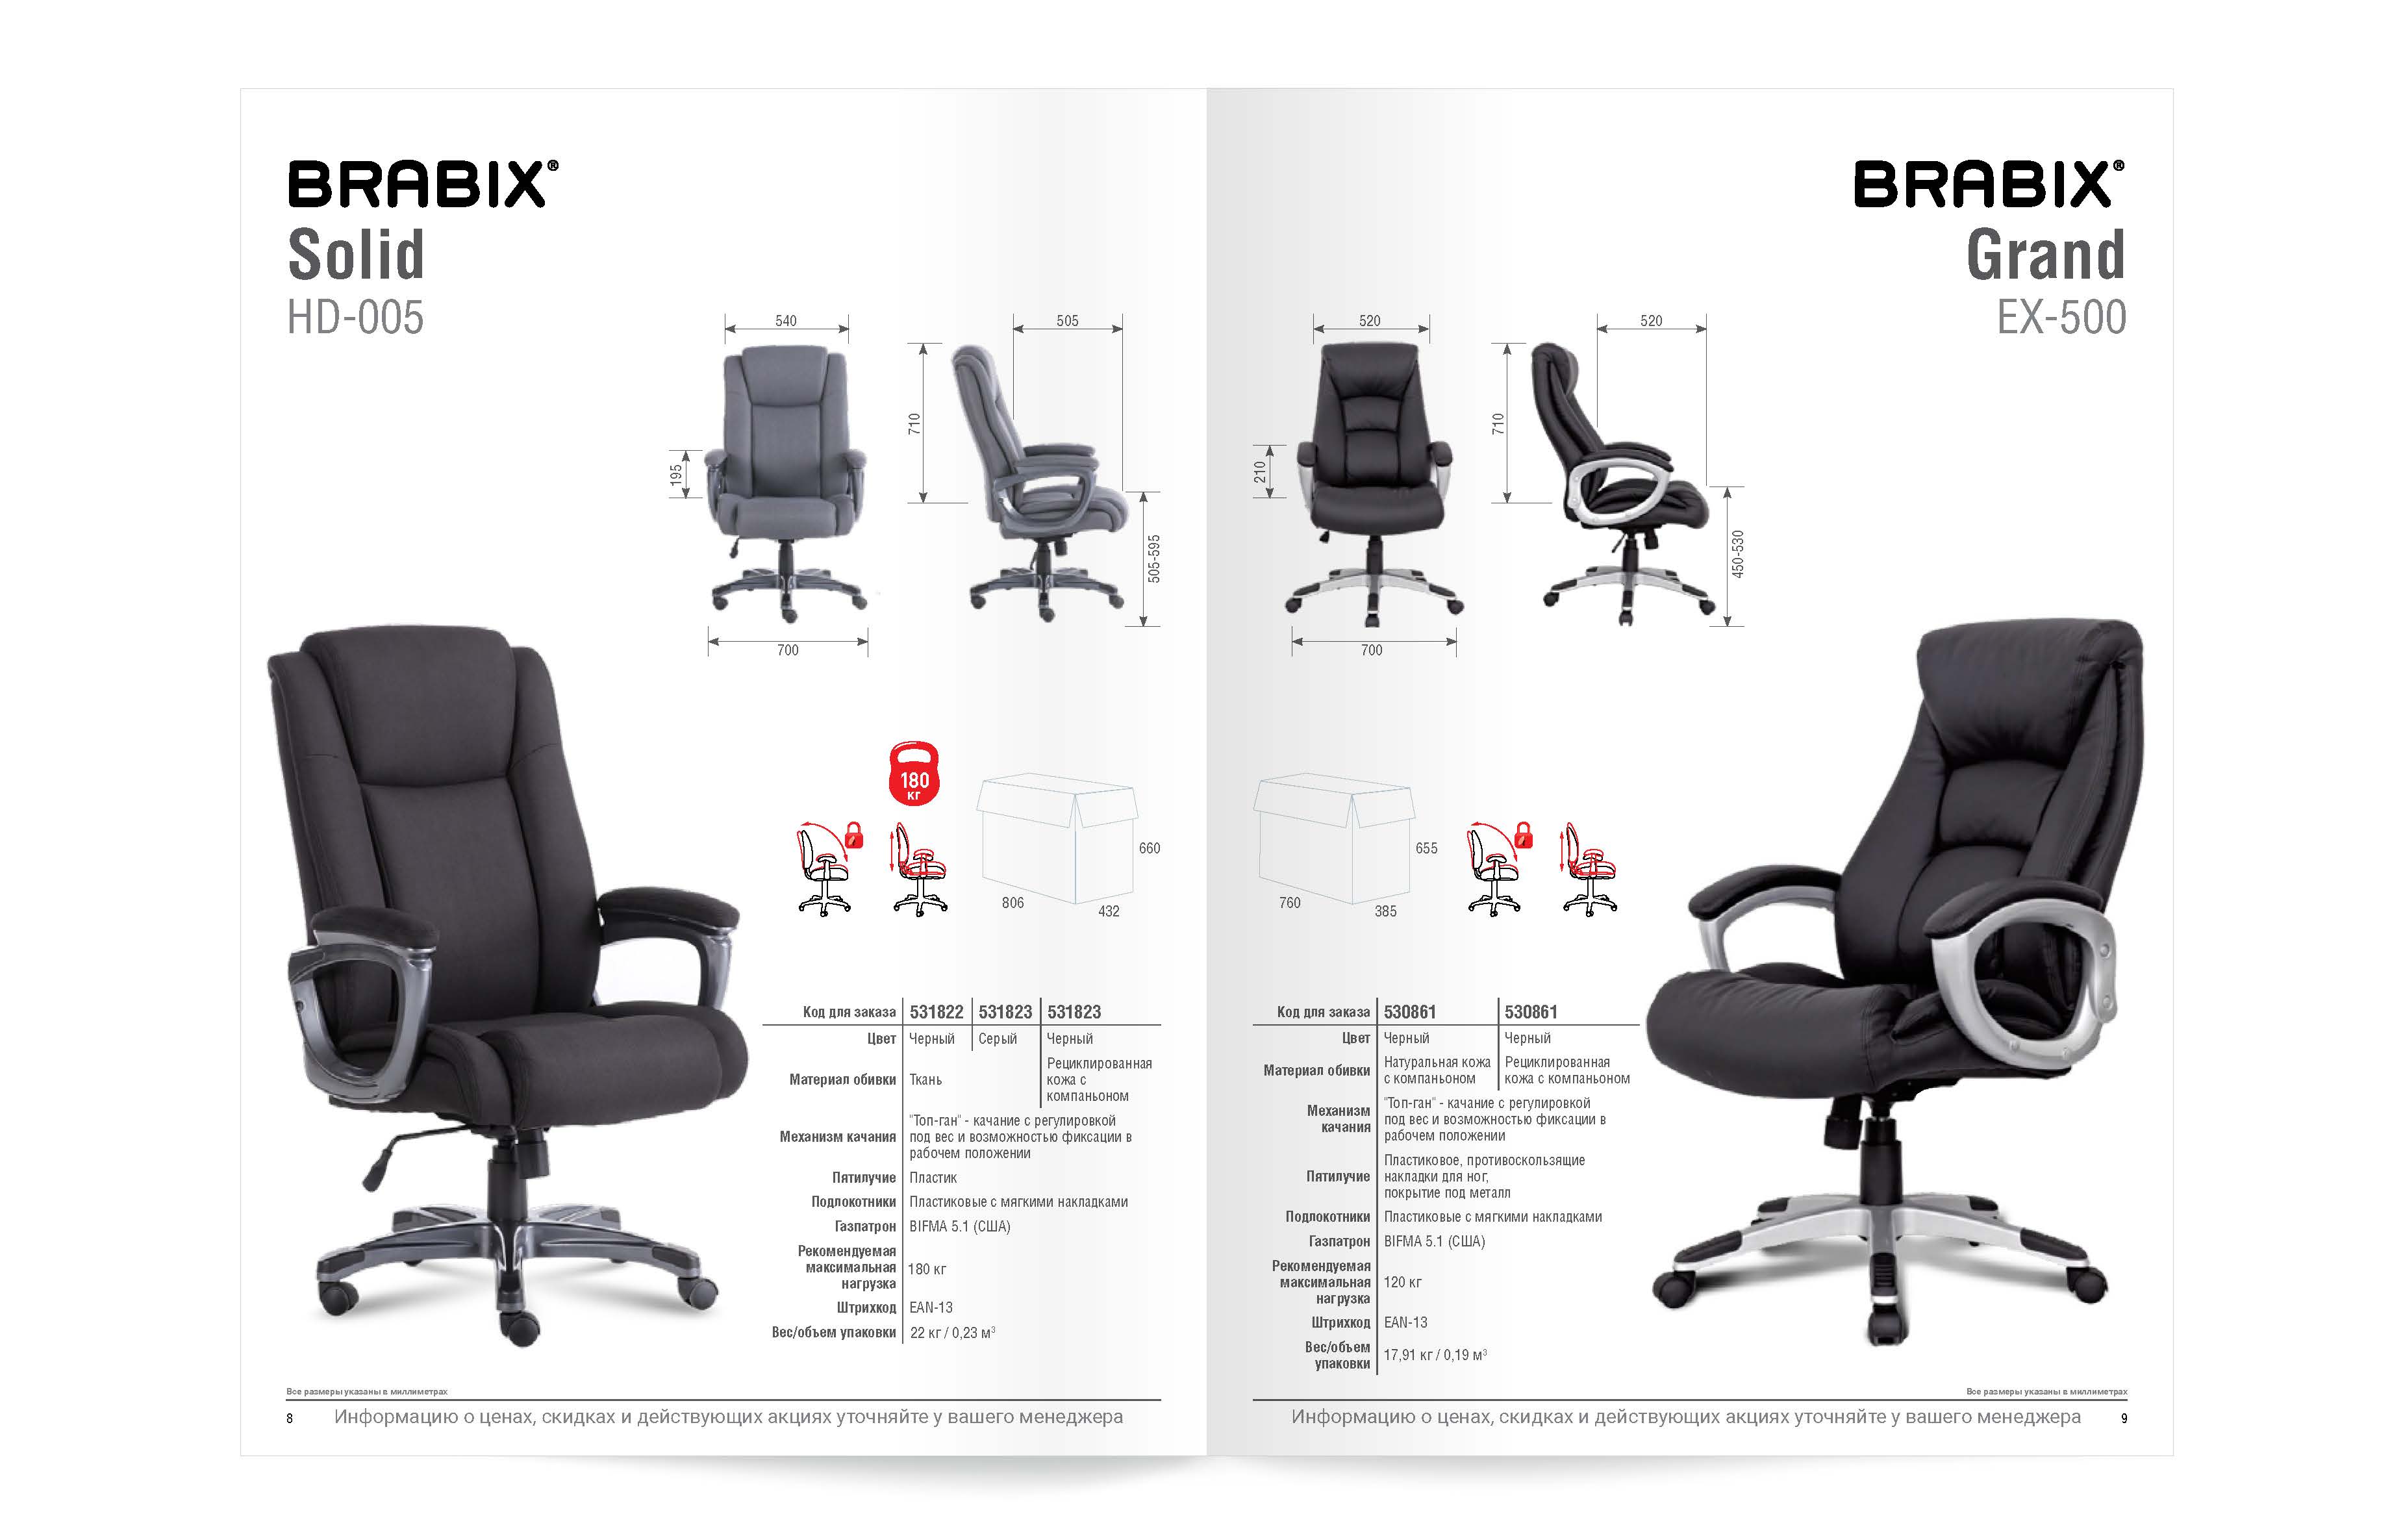 BRABIX®
Solid
HD-005
540
505
710
195
505-595
700
180
кг
660
806
432
Код для заказа 531822 531823 531823
Цвет Черный Серый Черный
Материал обивки Ткань Рециклированная
кожа с
компаньоном
Механизм качания "Топ-ган" - качание с регулировкой
под вес и возможностью фиксации в
рабочем положении
Пятилучие Пластик
Подлокотники Пластиковые с мягкими накладками
Газпатрон BIFMA 5.1 (США)
Рекомендуемая
максимальная
нагрузка 180 кг
Штрихкод EAN-13
Вес/объем упаковки 22 кг / 0,23 м³
Все размеры указаны в миллиметрах
8 Информацию о ценах, скидках и действующих акциях уточняйте у вашего менеджера
BRABIX®
Grand
EX-500
520
520
710
210
450-530
700
655
760
385
Код для заказа 530861 530861
Цвет Черный Черный
Материал обивки Натуральная кожа Рециклированная
с компаньоном кожа с компаньоном
Механизм
качания "Топ-ган" - качание с регулировкой
под вес и возможностью фиксации в
рабочем положении
Пятилучие Пластиковое, противоскользящие
накладки для ног,
покрытие под металл
Подлокотники Пластиковые с мягкими накладками
Газпатрон BIFMA 5.1 (США)
Рекомендуемая
максимальная
нагрузка 120 кг
Штрихкод EAN-13
Вес/объем
упаковки 17,91 кг / 0,19 м³
Все размеры указаны в миллиметрах
Информацию о ценах, скидках и действующих акциях уточняйте у вашего менеджера 9